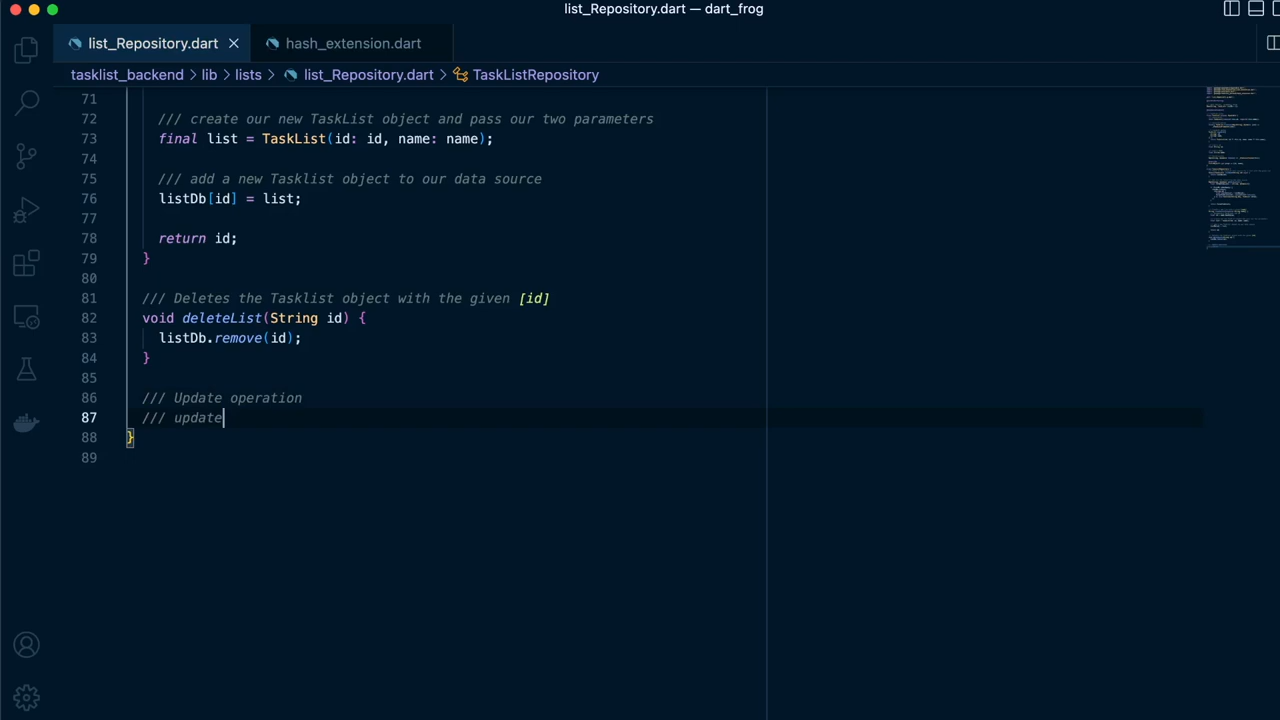 list_Repository.dart — dart_frog
list_Repository.dart hash_extension.dart
tasklist_backend > lib > lists > list_Repository.dart > TaskListRepository
71
72 /// create our new TaskList object and pass our two parameters
73 final list = TaskList(id: id, name: name);
74
75 /// add a new Tasklist object to our data source
76 listDb[id] = list;
77
78 return id;
79 }
80
81 /// Deletes the Tasklist object with the given [id]
82 void deleteList(String id) {
83 listDb.remove(id);
84 }
85
86 /// Update operation
87 /// update
88 }
89